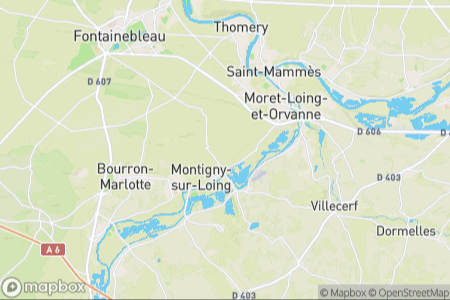 Thomery
Fontainebleau
Saint-Mammès
D 607
Moret-Loing-
et-Orvanne
D 606
Bourron-
Marlotte
Montigny-
sur-Loing
D 403
Villecerf
Dormelles
A 6
D 403
mapbox
© Mapbox © OpenStreetMap